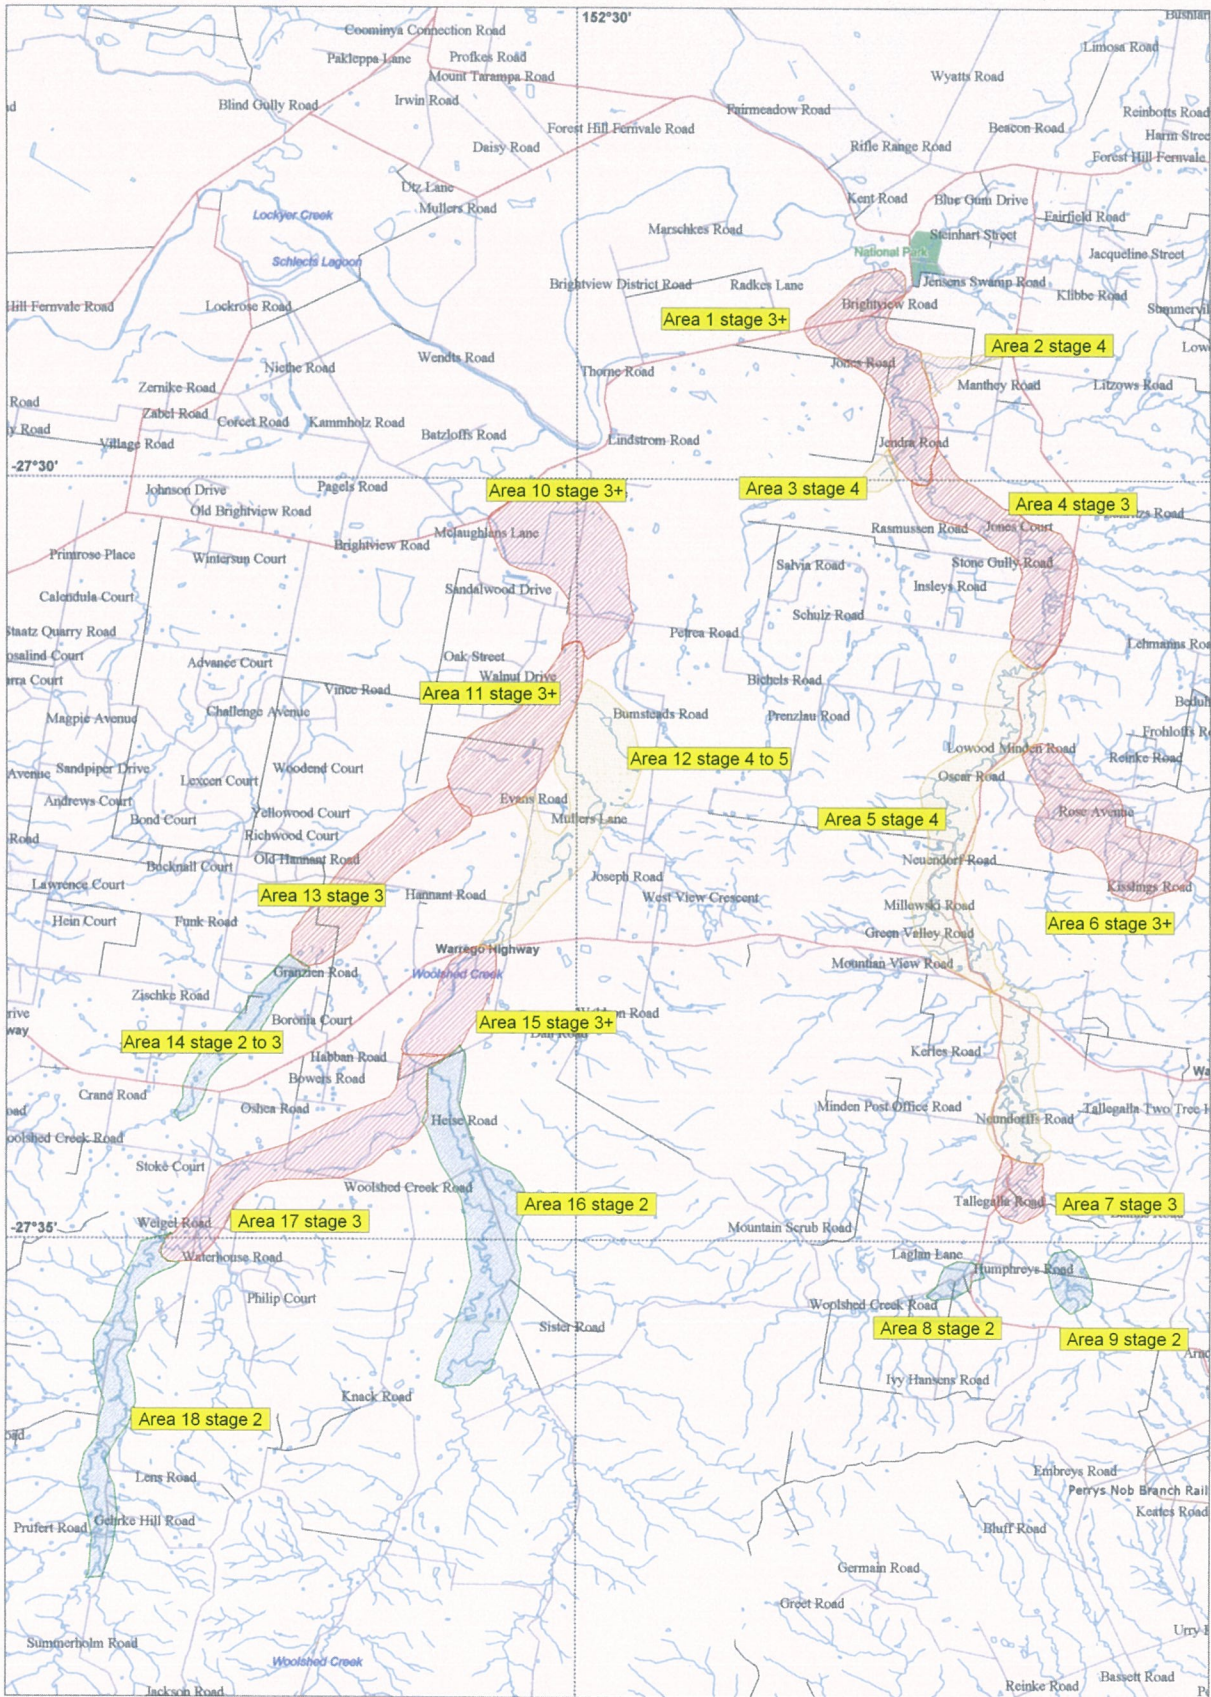 152°30'
Coominya Connection Road
Pakleppa Lane
Profkes Road
Limosa Road
Mount Tarampa Road
Wyatts Road
Blind Gully Road
Irwin Road
Fairmeadow Road
Reinbotts Road
Forest Hill Fernvale Road
Beacon Road
Daisy Road
Rifle Range Road
Forest Hill Fernvale
Utz Lane
Kent Road
Blue Gum Drive
Mullers Road
Lockyer Creek
Fairfield Road
Marschkes Road
Steinhart Street
National Park
Jacqueline Street
Schlects Lagoon
Brightview District Road
Radkes Lane
Jensens Swamp Road
Klibbe Road
Hill Fernvale Road
Lockrose Road
Brightview Road
Area 1 stage 3+
Area 2 stage 4
Wendts Road
Niethe Road
Thorne Road
Jones Road
Zernike Road
Manthey Road
Litzows Road
Road
Zabel Road
Corcet Road
Kammholz Road
Batzloffs Road
Lindstrom Road
Village Road
Jendra Road
-27°30'
Johnson Drive
Pagels Road
Area 10 stage 3+
Area 3 stage 4
Area 4 stage 3
Old Brightview Road
Mclaughlans Lane
Rasmussen Road
Jones Court
Primrose Place
Wintersun Court
Brightview Road
Salvia Road
Stone Gully Road
Sandalwood Drive
Insleys Road
Calendula Court
Schulz Road
Staatz Quarry Road
Petrea Road
Advance Court
Oak Street
Walnut Drive
Vince Road
Area 11 stage 3+
Bichels Road
Magpie Avenue
Challenge Avenue
Bumsteads Road
Prenzlau Road
Lowood Minden Road
Reinke Road
Area 12 stage 4 to 5
Avenue
Sandpiper Drive
Woodend Court
Lexcen Court
Oscar Road
Andrews Court
Evans Road
Bond Court
Yellowood Court
Mullers Lane
Area 5 stage 4
Rose Avenue
Road
Richwood Court
Bocknall Court
Old Hannant Road
Neuendorf Road
Lawrence Court
Joseph Road
Area 13 stage 3
Hannant Road
West View Crescent
Kisslings Road
Hein Court
Funk Road
Millewski Road
Area 6 stage 3+
Green Valley Road
Warrego Highway
Granzien Road
Woolshed Creek
Mountian View Road
Zischke Road
Boronia Court
Area 15 stage 3+
Area 14 stage 2 to 3
Habban Road
Kerles Road
Bowers Road
Crane Road
Oshea Road
Heise Road
Minden Post Office Road
Neundorffs Road
Tallegalla Two Tree
Stoke Court
Woolshed Creek Road
Tallegalla Road
Area 16 stage 2
Area 7 stage 3
Weigel Road
Area 17 stage 3
Mountain Scrub Road
-27°35'
Waterhouse Road
Laglan Lane
Humphreys Road
Philip Court
Woolshed Creek Road
Sister Road
Area 8 stage 2
Area 9 stage 2
Ivy Hansens Road
Knack Road
Area 18 stage 2
Lens Road
Embreys Road
Perrys Nob Branch Rail
Keates Road
Prufert Road
Gehrke Hill Road
Bluff Road
Germain Road
Greet Road
Summerholm Road
Woolshed Creek
Bassett Road
Reinke Road
Jackson Road